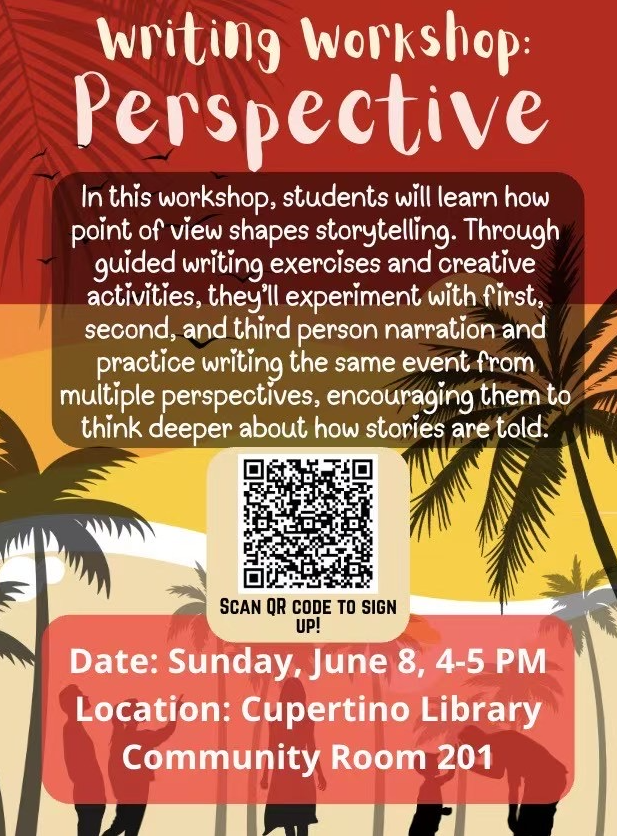 Writing Workshop:
Perspective
In this workshop, students will learn how
point of view shapes storytelling. Through
guided writing exercises and creative
activities, they'll experiment with first,
second, and third person narration and
practice writing the same event from
multiple perspectives, encouraging them to
think deeper about how stories are told.
SCAN QR CODE TO SIGN
UP!
Date: Sunday, June 8, 4-5 PM
Location: Cupertino Library
Community Room 201